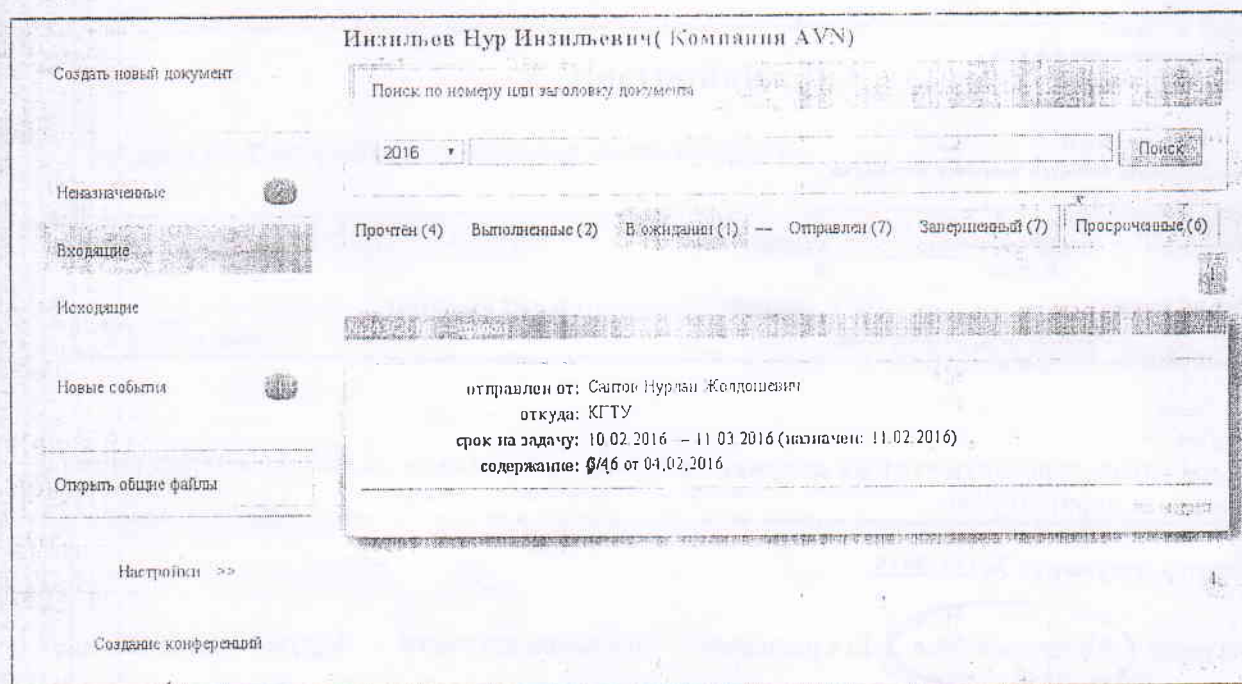 Инзильев Нур Инзильевич( Компания AVN)
Создать новый документ
Поиск по номеру или заголовку документа
2016
Поиск
Неназначенные
Входящие
Исходящие
Новые события
Открыть общие файлы
Настройки >>
Создание конференций
Прочтён (4) Выполненные (2) В ожидании (1) — Отправлен (7) Завершенный (7) Просроченные (6)
отправлен от: Саитов Нурлан Жолдошевич
откуда: КГТУ
срок на задачу: 10.02.2016 — 11.03.2016 (назначен: 11.02.2016)
содержание: 0/46 от 04.02.2016